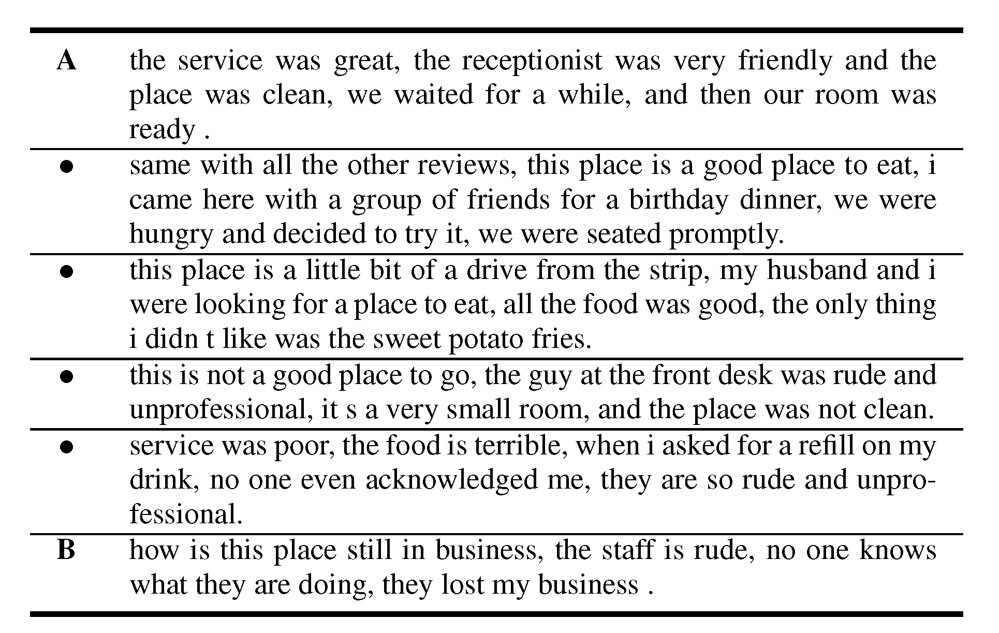 A the service was great, the receptionist was very friendly and the
place was clean, we waited for a while, and then our room was
ready .
● same with all the other reviews, this place is a good place to eat, i
came here with a group of friends for a birthday dinner, we were
hungry and decided to try it, we were seated promptly.
● this place is a little bit of a drive from the strip, my husband and i
were looking for a place to eat, all the food was good, the only thing
i didn t like was the sweet potato fries.
● this is not a good place to go, the guy at the front desk was rude and
unprofessional, it s a very small room, and the place was not clean.
● service was poor, the food is terrible, when i asked for a refill on my
drink, no one even acknowledged me, they are so rude and unpro-
fessional.
B how is this place still in business, the staff is rude, no one knows
what they are doing, they lost my business .